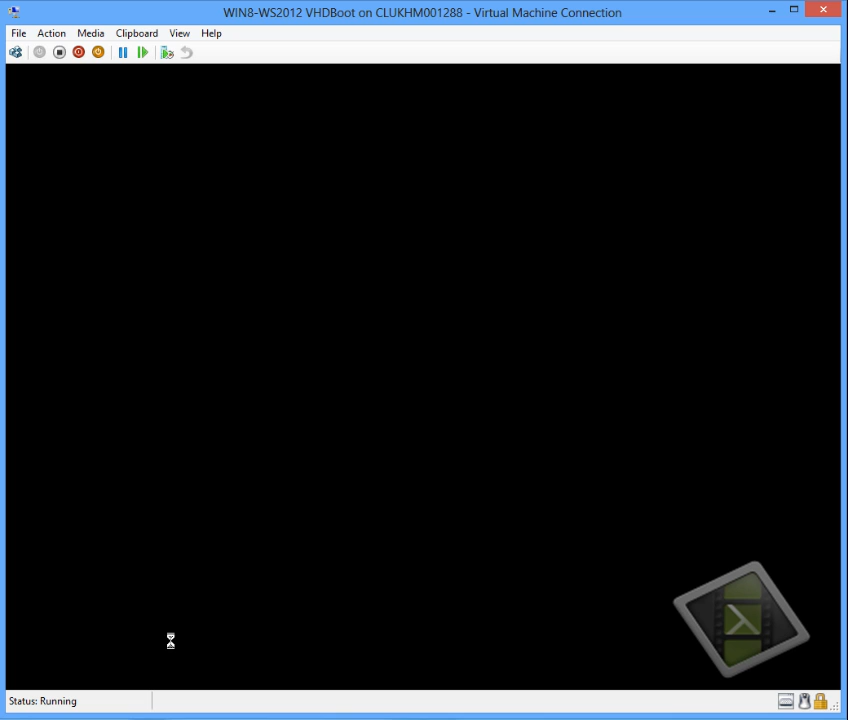 WIN8-WS2012 VHDBoot on CLUKHM001288 - Virtual Machine Connection
File Action Media Clipboard View Help
Status: Running